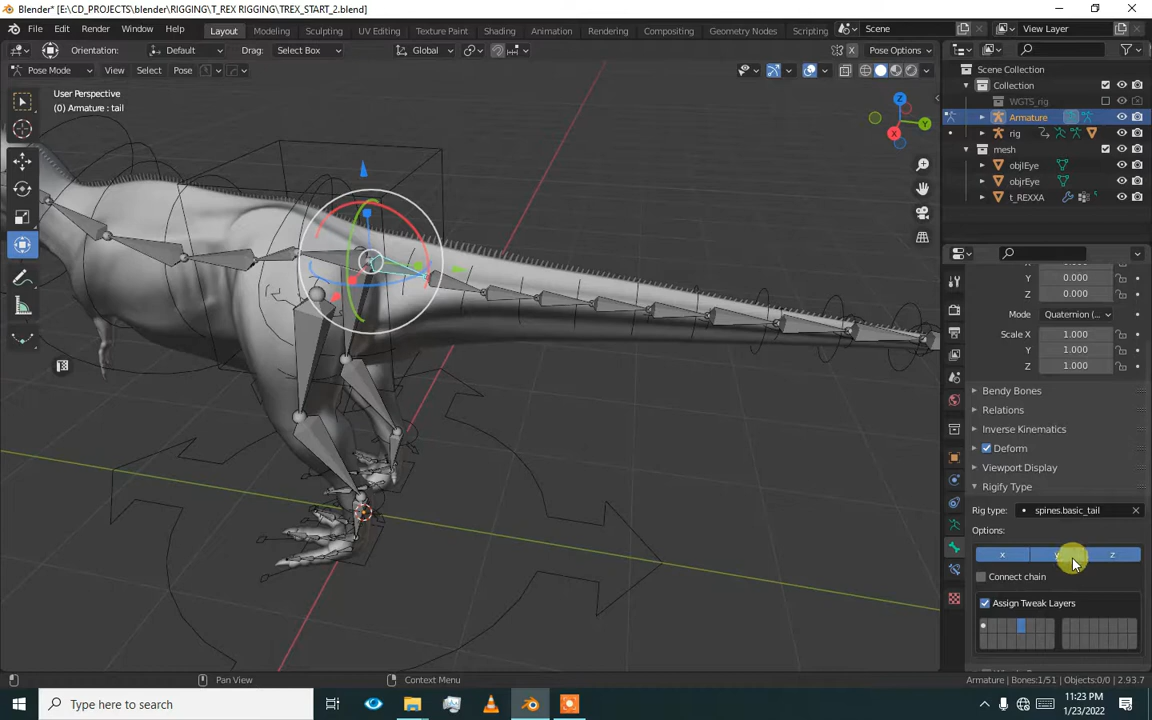 Blender* [E:\CD_PROJECTS\blender\RIGGING\T_REX RIGGING\TREX_START_2.blend]
File Edit Render Window Help Layout Modeling Sculpting UV Editing Texture Paint Shading Animation Rendering Compositing Geometry Nodes Scripting Scene View Layer
Orientation: Default Drag: Select Box Global X Pose Options
Pose Mode View Select Pose
User Perspective
(0) Armature : tail
Z
Y
X
Scene Collection
Collection
WGTS_rig
Armature
rig
mesh
objlEye
objrEye
t_REXXA
Y 0.000
Z 0.000
Mode Quaternion (...
Scale X 1.000
Y 1.000
Z 1.000
Bendy Bones
Relations
Inverse Kinematics
Deform
Viewport Display
Rigify Type
Rig type: spines.basic_tail
Options:
x y z
Connect chain
Assign Tweak Layers
Pan View Context Menu Armature | Bones:1/51 | Objects:0/0 | 2.93.7
Type here to search
11:23 PM
1/23/2022